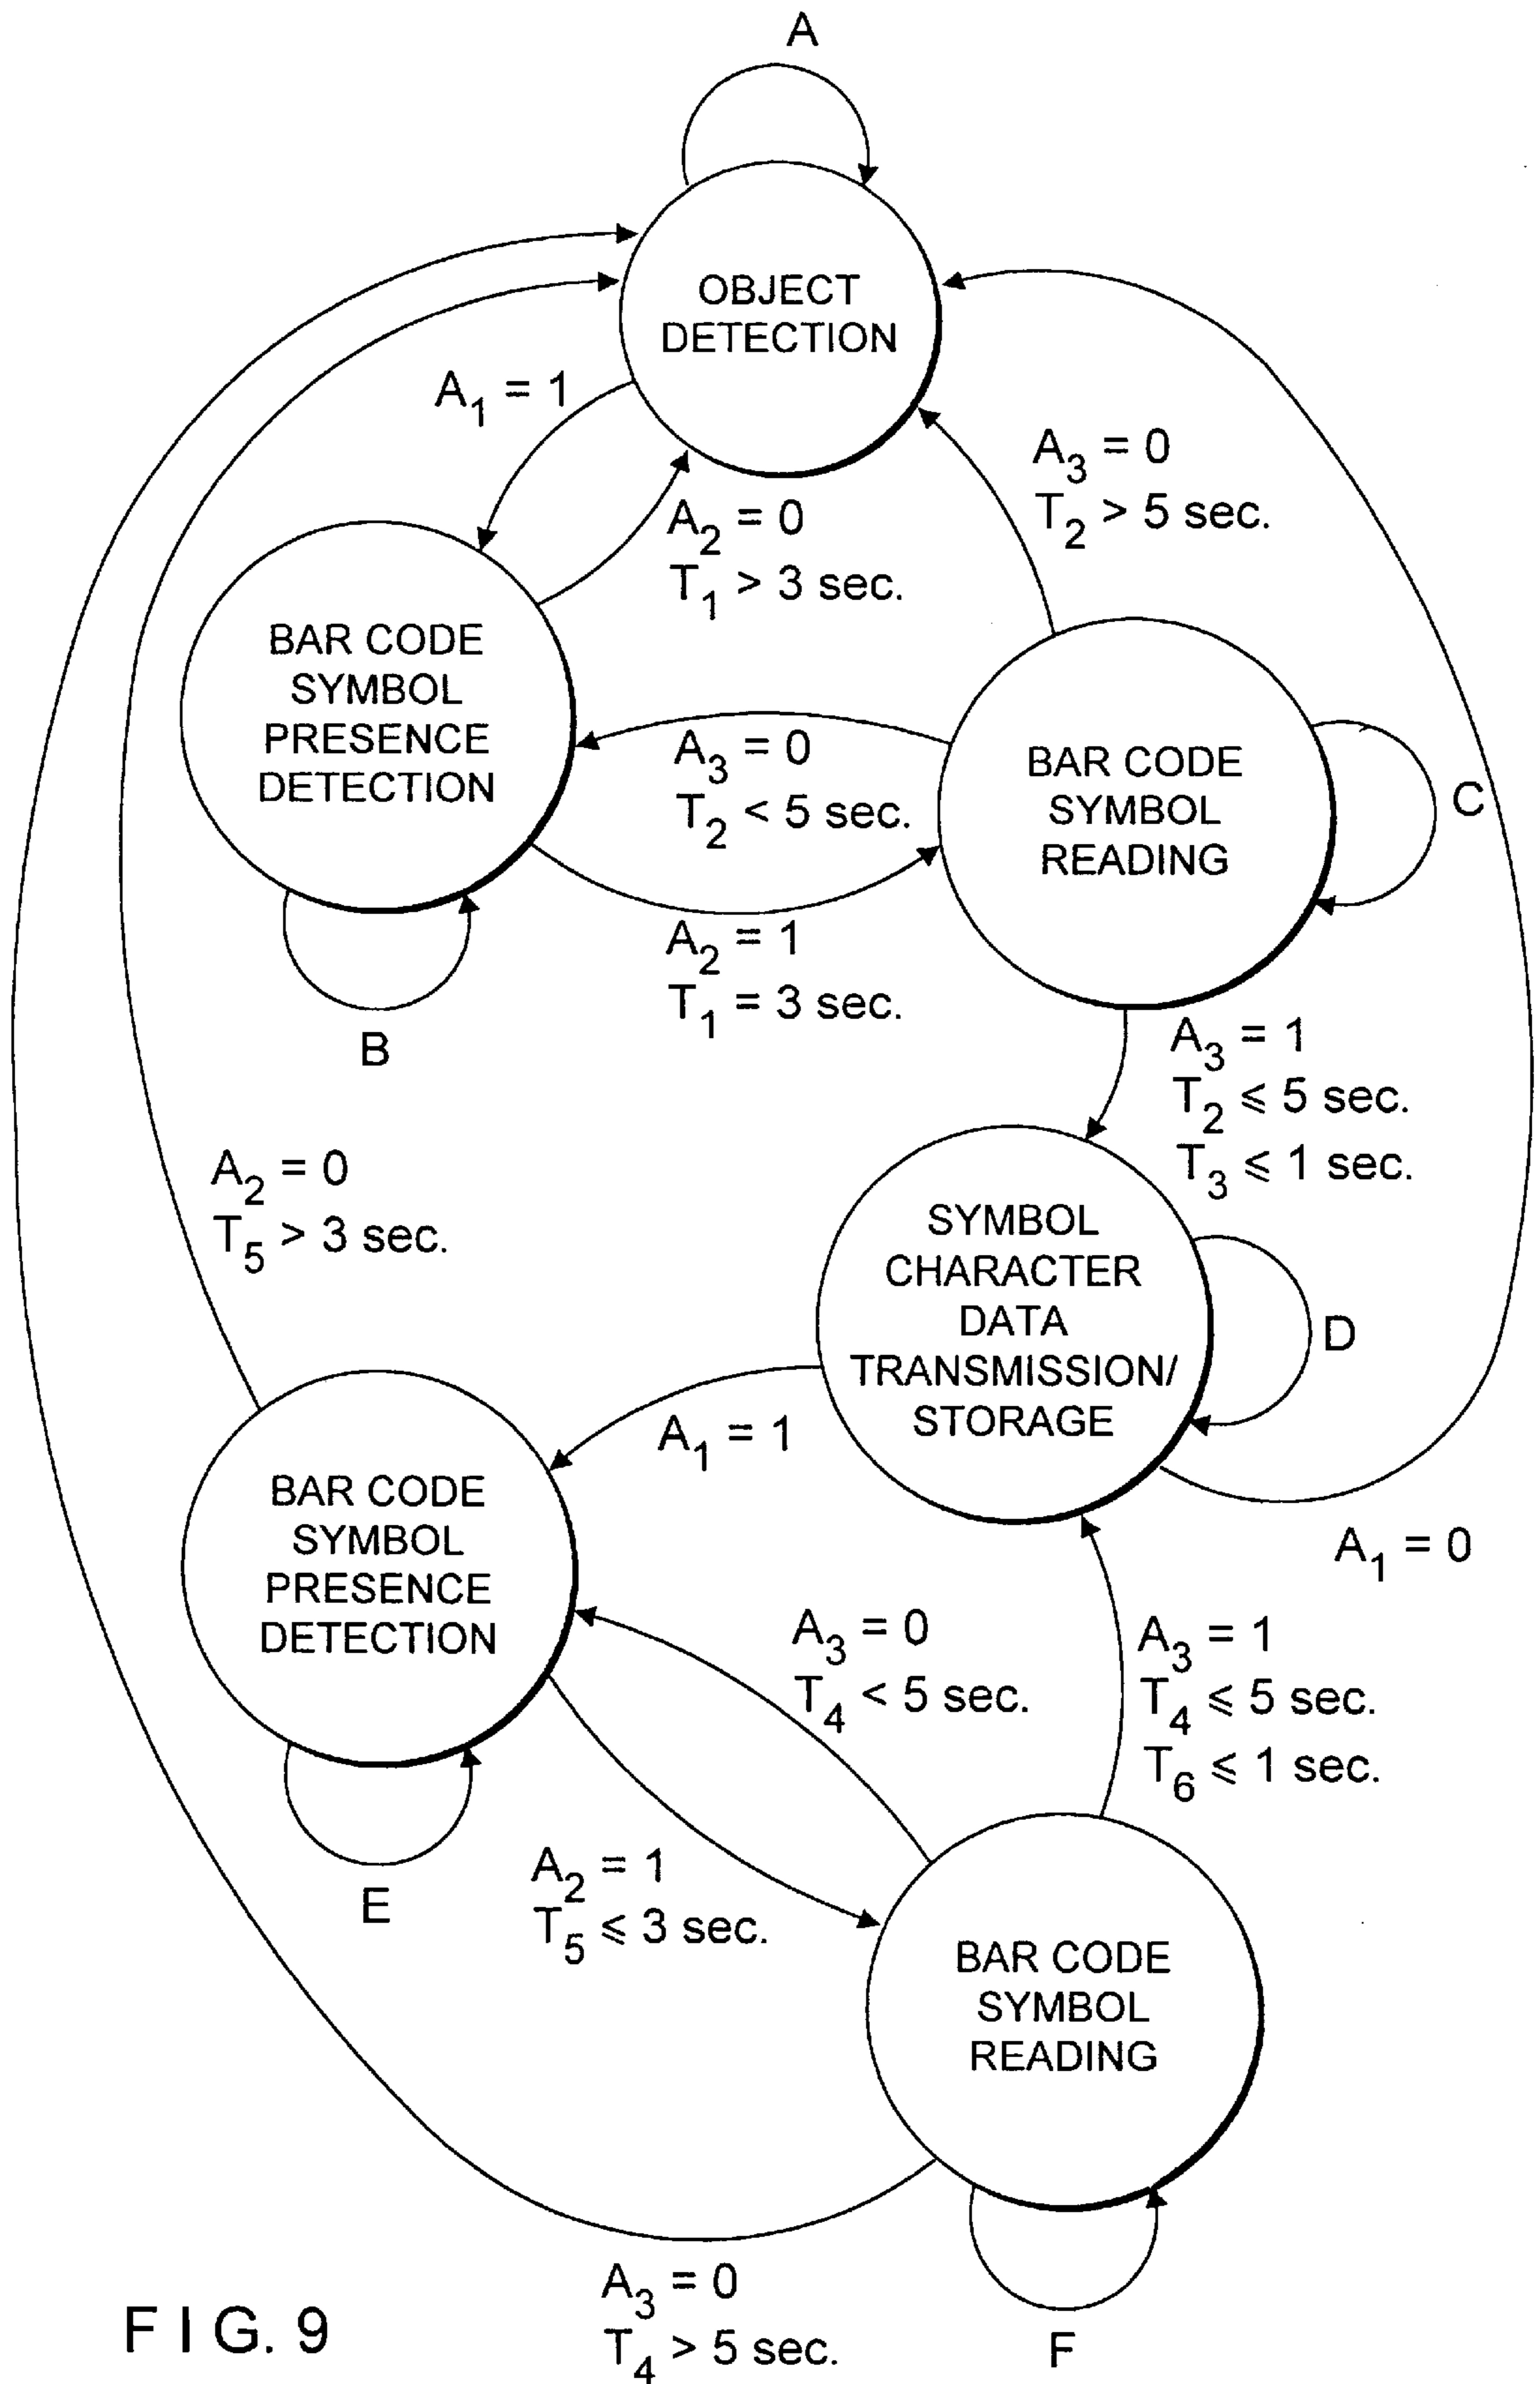 A
OBJECT
DETECTION
A₁ = 1
A₂ = 0
T₁ > 3 sec.
A₃ = 0
T₂ > 5 sec.
BAR CODE
SYMBOL
PRESENCE
DETECTION
B
A₃ = 0
T₂ < 5 sec.
A₂ = 1
T₁ = 3 sec.
BAR CODE
SYMBOL
READING
C
A₃ = 1
T₂ ⩽ 5 sec.
T₃ ⩽ 1 sec.
A₂ = 0
T₅ > 3 sec.
SYMBOL
CHARACTER
DATA
TRANSMISSION/
STORAGE
D
A₁ = 1
A₁ = 0
BAR CODE
SYMBOL
PRESENCE
DETECTION
E
A₃ = 0
T₄ < 5 sec.
A₃ = 1
T₄ ⩽ 5 sec.
T₆ ⩽ 1 sec.
A₂ = 1
T₅ ⩽ 3 sec.
BAR CODE
SYMBOL
READING
F
A₃ = 0
T₄ > 5 sec.
FIG. 9